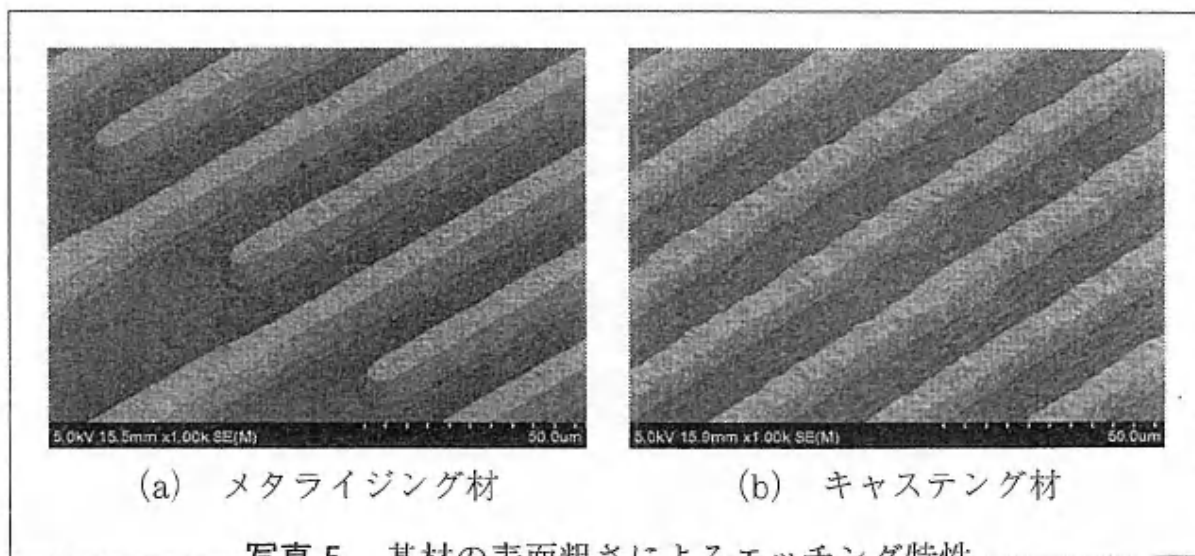 5.0kV 15.5mm x1.00k SE(M) 50.0um
5.0kV 15.9mm x1.00k SE(M) 50.0um
(a) メタライジング材
(b) キャステング材
写真5 基材の表面粗さによるエッチング特性